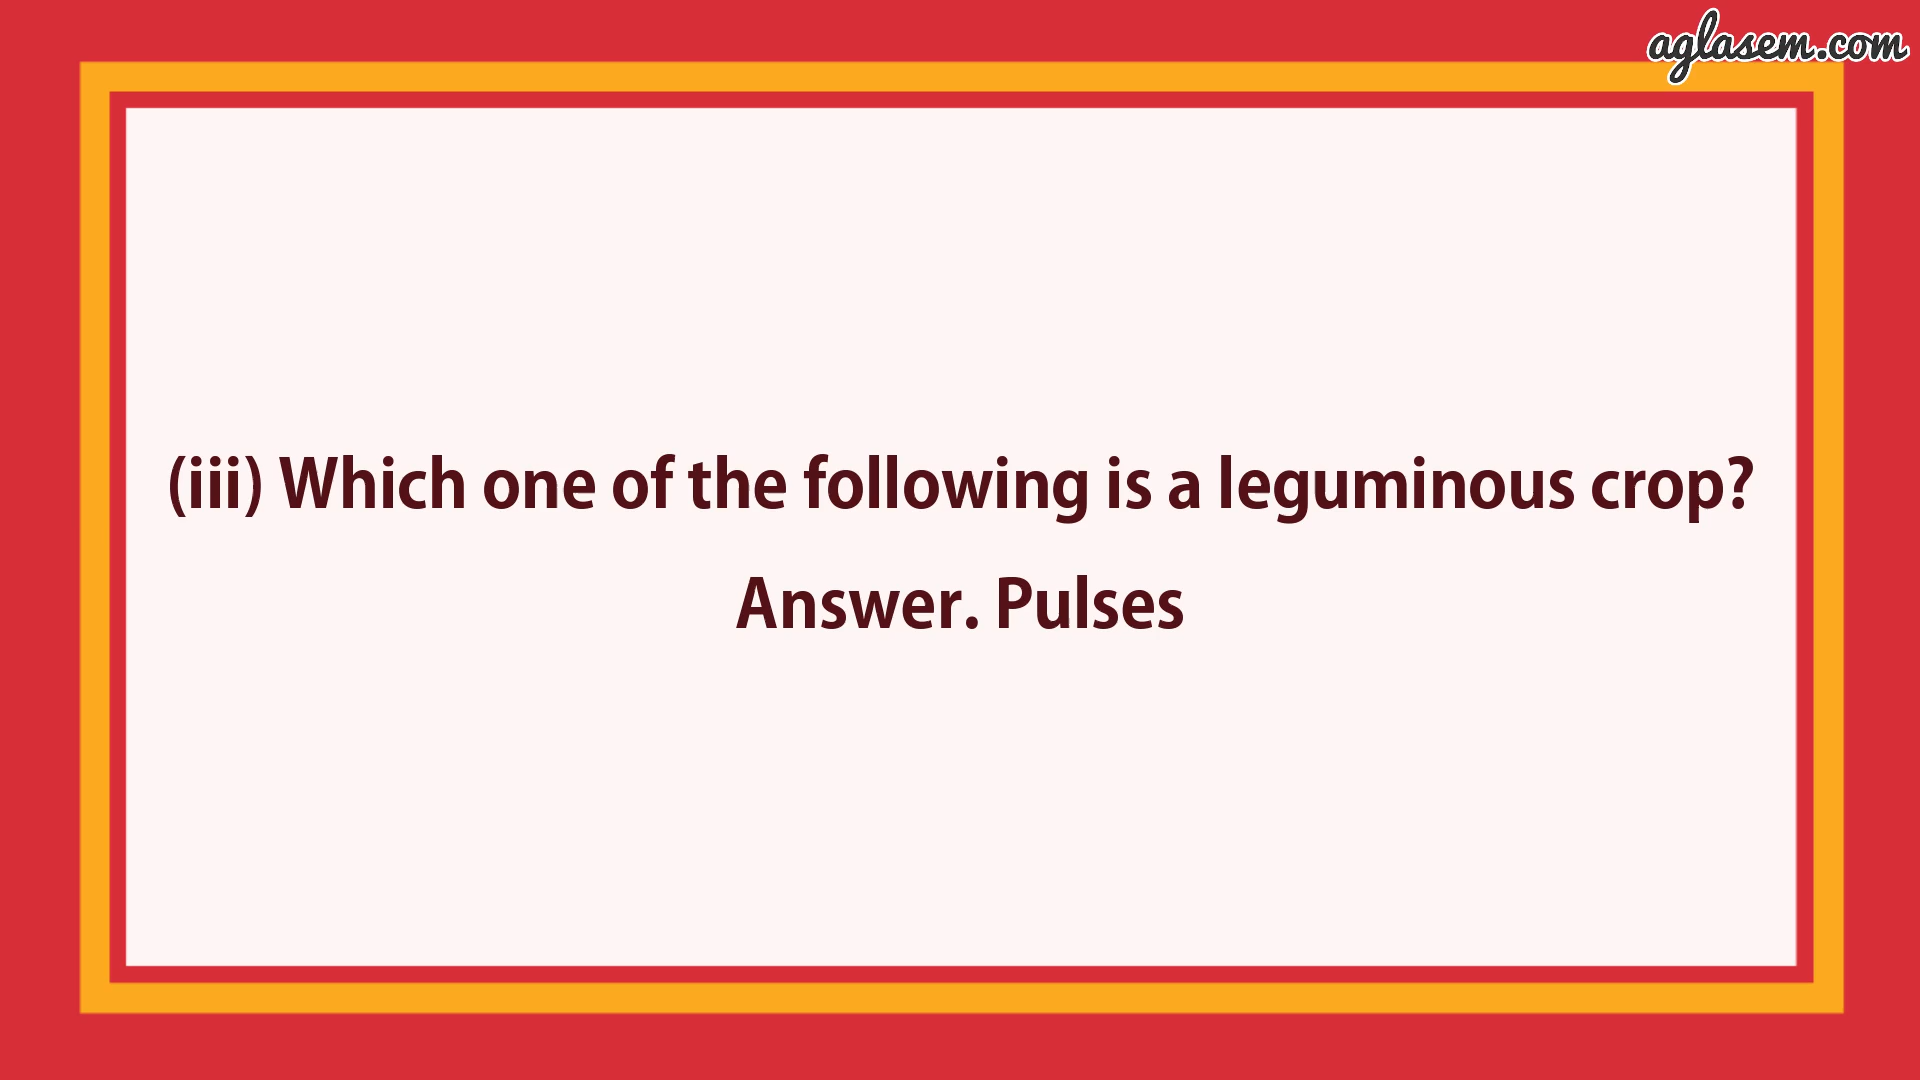 aglasem.com
(iii) Which one of the following is a leguminous crop?
Answer. Pulses